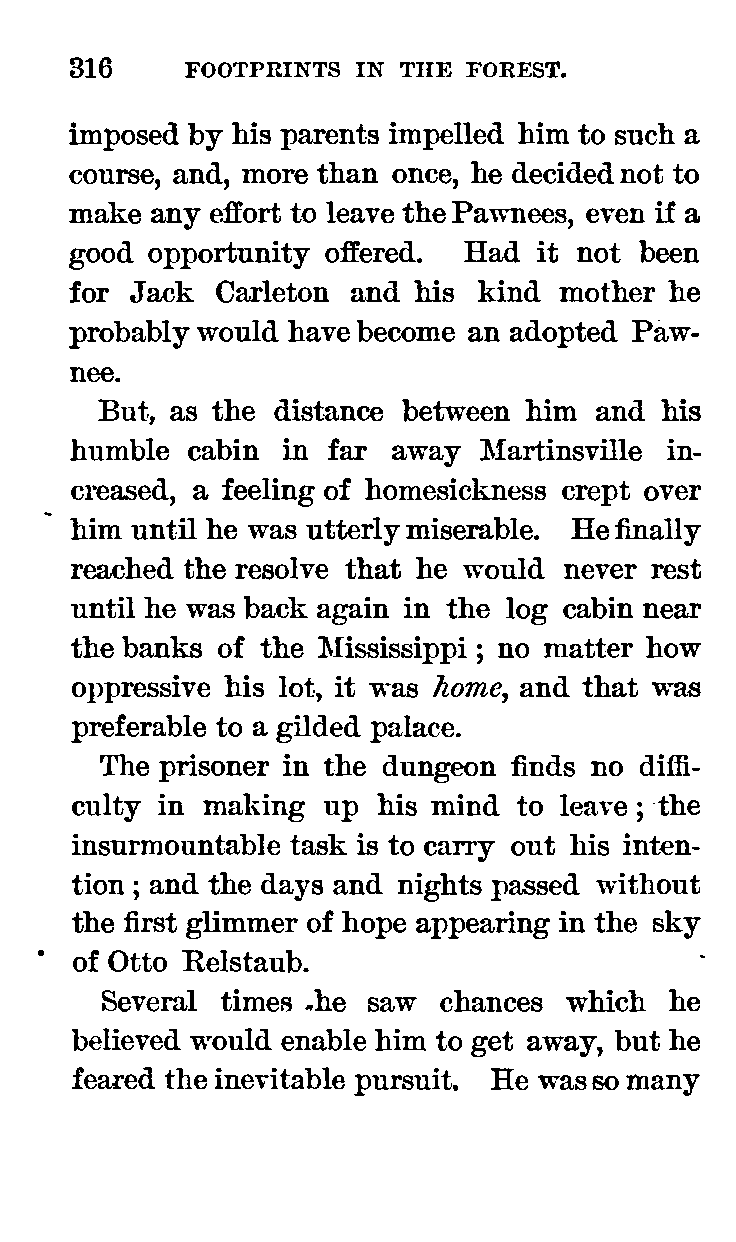 316 FOOTPRINTS IN THE FOREST.
imposed by his parents impelled him to such a
course, and, more than once, he decided not to
make any effort to leave the Pawnees, even if a
good opportunity offered. Had it not been
for Jack Carleton and his kind mother he
probably would have become an adopted Paw-
nee.
But, as the distance between him and his
humble cabin in far away Martinsville in-
creased, a feeling of homesickness crept over
him until he was utterly miserable. He finally
reached the resolve that he would never rest
until he was back again in the log cabin near
the banks of the Mississippi ; no matter how
oppressive his lot, it was home, and that was
preferable to a gilded palace.
The prisoner in the dungeon finds no diffi-
culty in making up his mind to leave ; the
insurmountable task is to carry out his inten-
tion ; and the days and nights passed without
the first glimmer of hope appearing in the sky
of Otto Relstaub.
Several times he saw chances which he
believed would enable him to get away, but he
feared the inevitable pursuit. He was so many